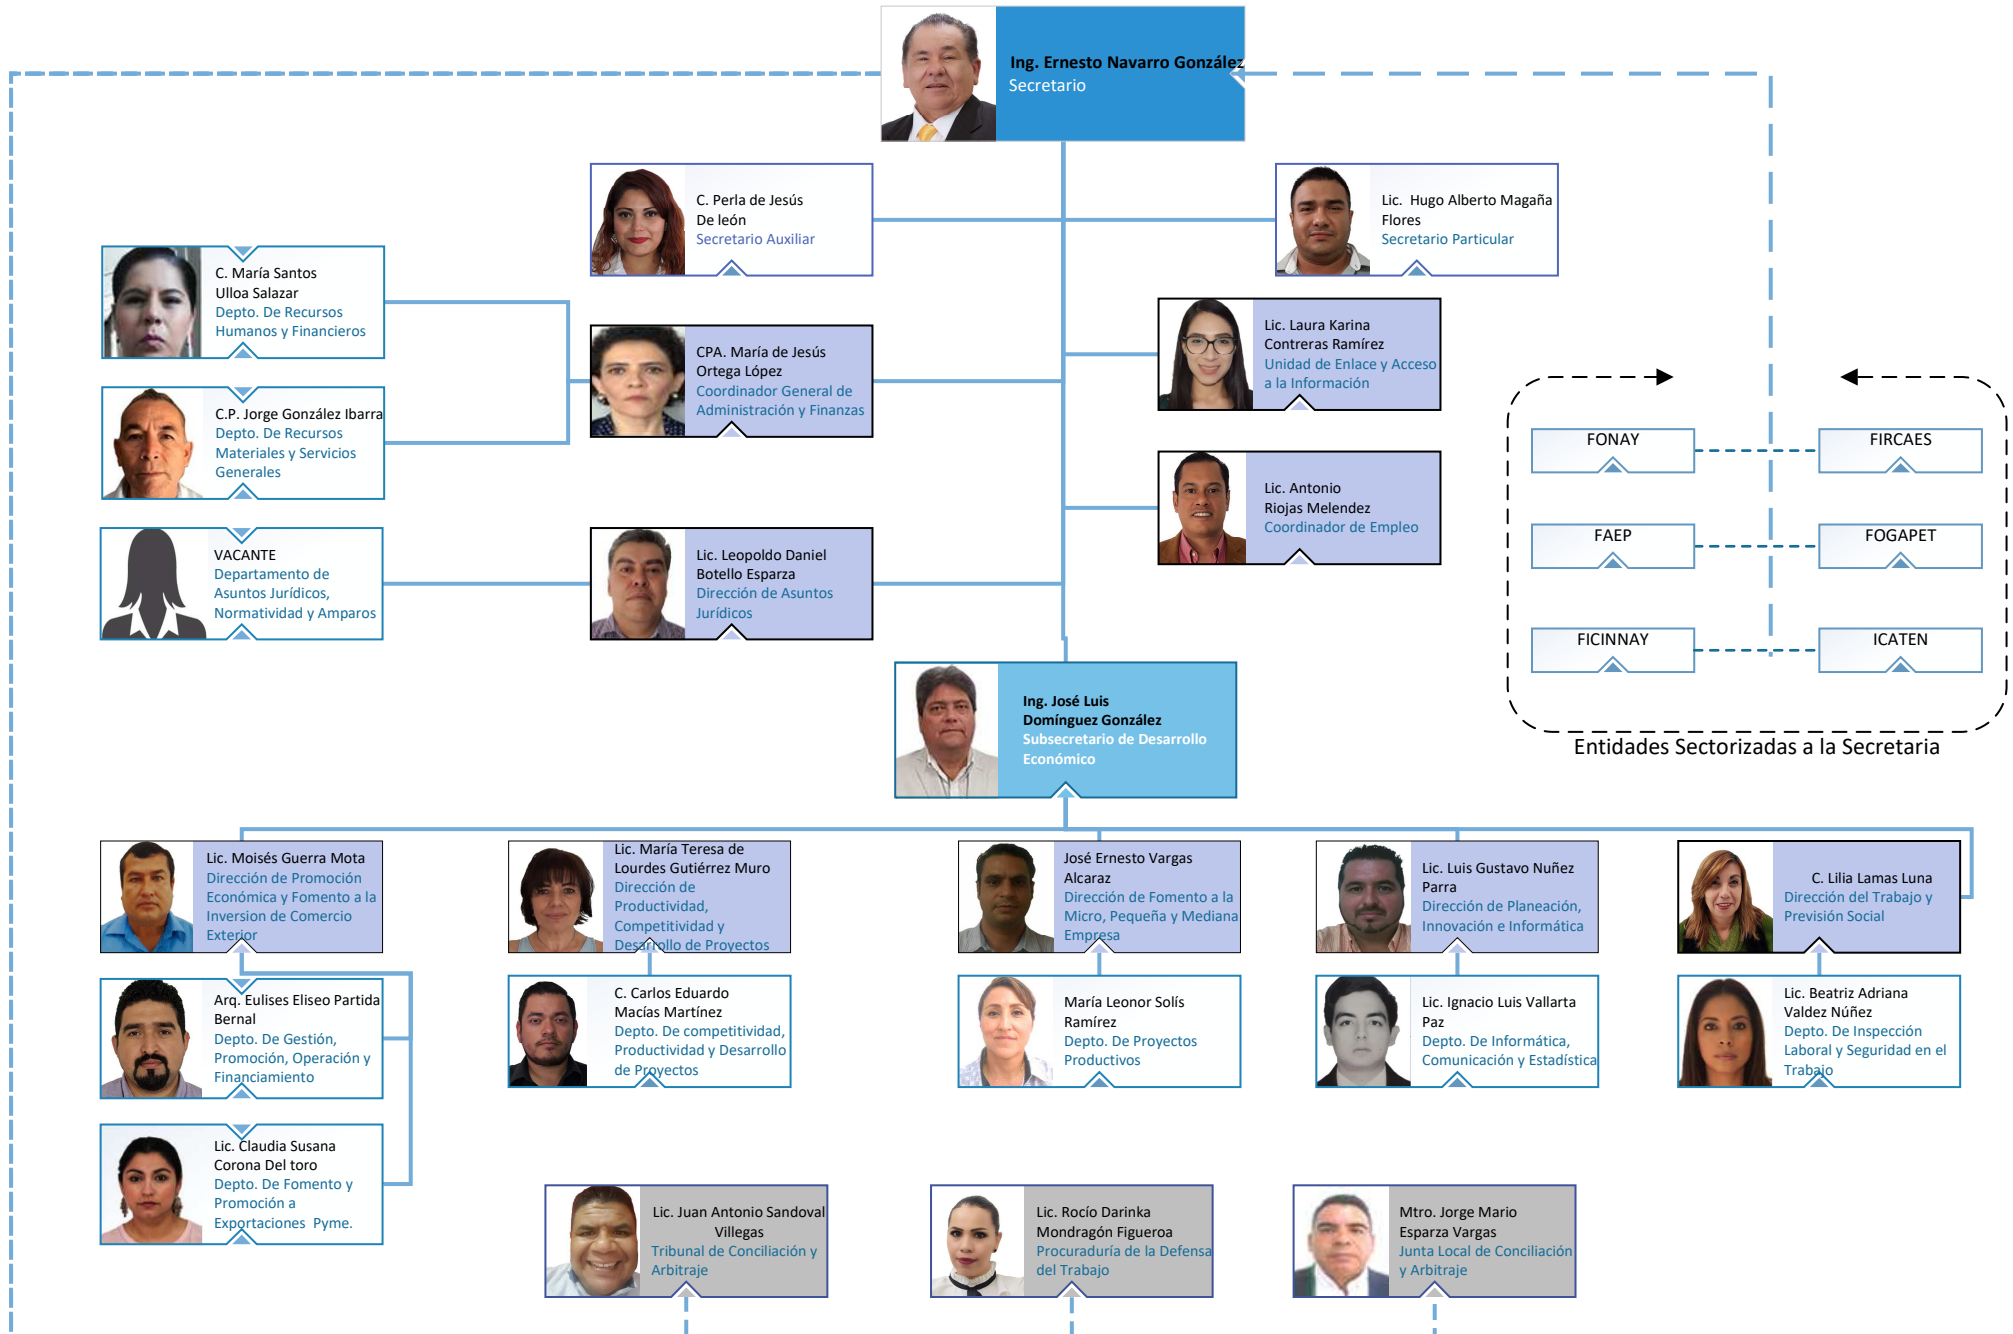 Ing. Ernesto Navarro González
Secretario
C. Perla de Jesús
De león
Secretario Auxiliar
Lic.  Hugo Alberto Magaña
Flores
Secretario Particular
C. María Santos
Ulloa Salazar
Depto. De Recursos
Humanos y Financieros
CPA. María de Jesús
Ortega López
Coordinador General de
Administración y Finanzas
Lic. Laura Karina
Contreras Ramírez
Unidad de Enlace y Acceso
a la Información
C.P. Jorge González Ibarra
Depto. De Recursos
Materiales y Servicios
Generales
Lic. Antonio
Riojas Melendez
Coordinador de Empleo
FONAY
FIRCAES
FAEP
FOGAPET
FICINNAY
ICATEN
Entidades Sectorizadas a la Secretaria
VACANTE
Departamento de
Asuntos Jurídicos,
Normatividad y Amparos
Lic. Leopoldo Daniel
Botello Esparza
Dirección de Asuntos
Jurídicos
Ing. José Luis
Domínguez González
Subsecretario de Desarrollo
Económico
Lic. Moisés Guerra Mota
Dirección de Promoción
Económica y Fomento a la
Inversion de Comercio
Exterior
Lic. María Teresa de
Lourdes Gutiérrez Muro
Dirección de
Productividad,
Competitividad y
Desarrollo de Proyectos
José Ernesto Vargas
Alcaraz
Dirección de Fomento a la
Micro, Pequeña y Mediana
Empresa
Lic. Luis Gustavo Nuñez
Parra
Dirección de Planeación,
Innovación e Informática
C. Lilia Lamas Luna
Dirección del Trabajo y
Previsión Social
Arq. Eulises Eliseo Partida
Bernal
Depto. De Gestión,
Promoción, Operación y
Financiamiento
C. Carlos Eduardo
Macías Martínez
Depto. De competitividad,
Productividad y Desarrollo
de Proyectos
María Leonor Solís
Ramírez
Depto. De Proyectos
Productivos
Lic. Ignacio Luis Vallarta
Paz
Depto. De Informática,
Comunicación y Estadística
Lic. Beatriz Adriana
Valdez Núñez
Depto. De Inspección
Laboral y Seguridad en el
Trabajo
Lic. Claudia Susana
Corona Del toro
Depto. De Fomento y
Promoción a
Exportaciones  Pyme.
Lic. Juan Antonio Sandoval
Villegas
Tribunal de Conciliación y
Arbitraje
Lic. Rocío Darinka
Mondragón Figueroa
Procuraduría de la Defensa
del Trabajo
Mtro. Jorge Mario
Esparza Vargas
Junta Local de Conciliación
y Arbitraje